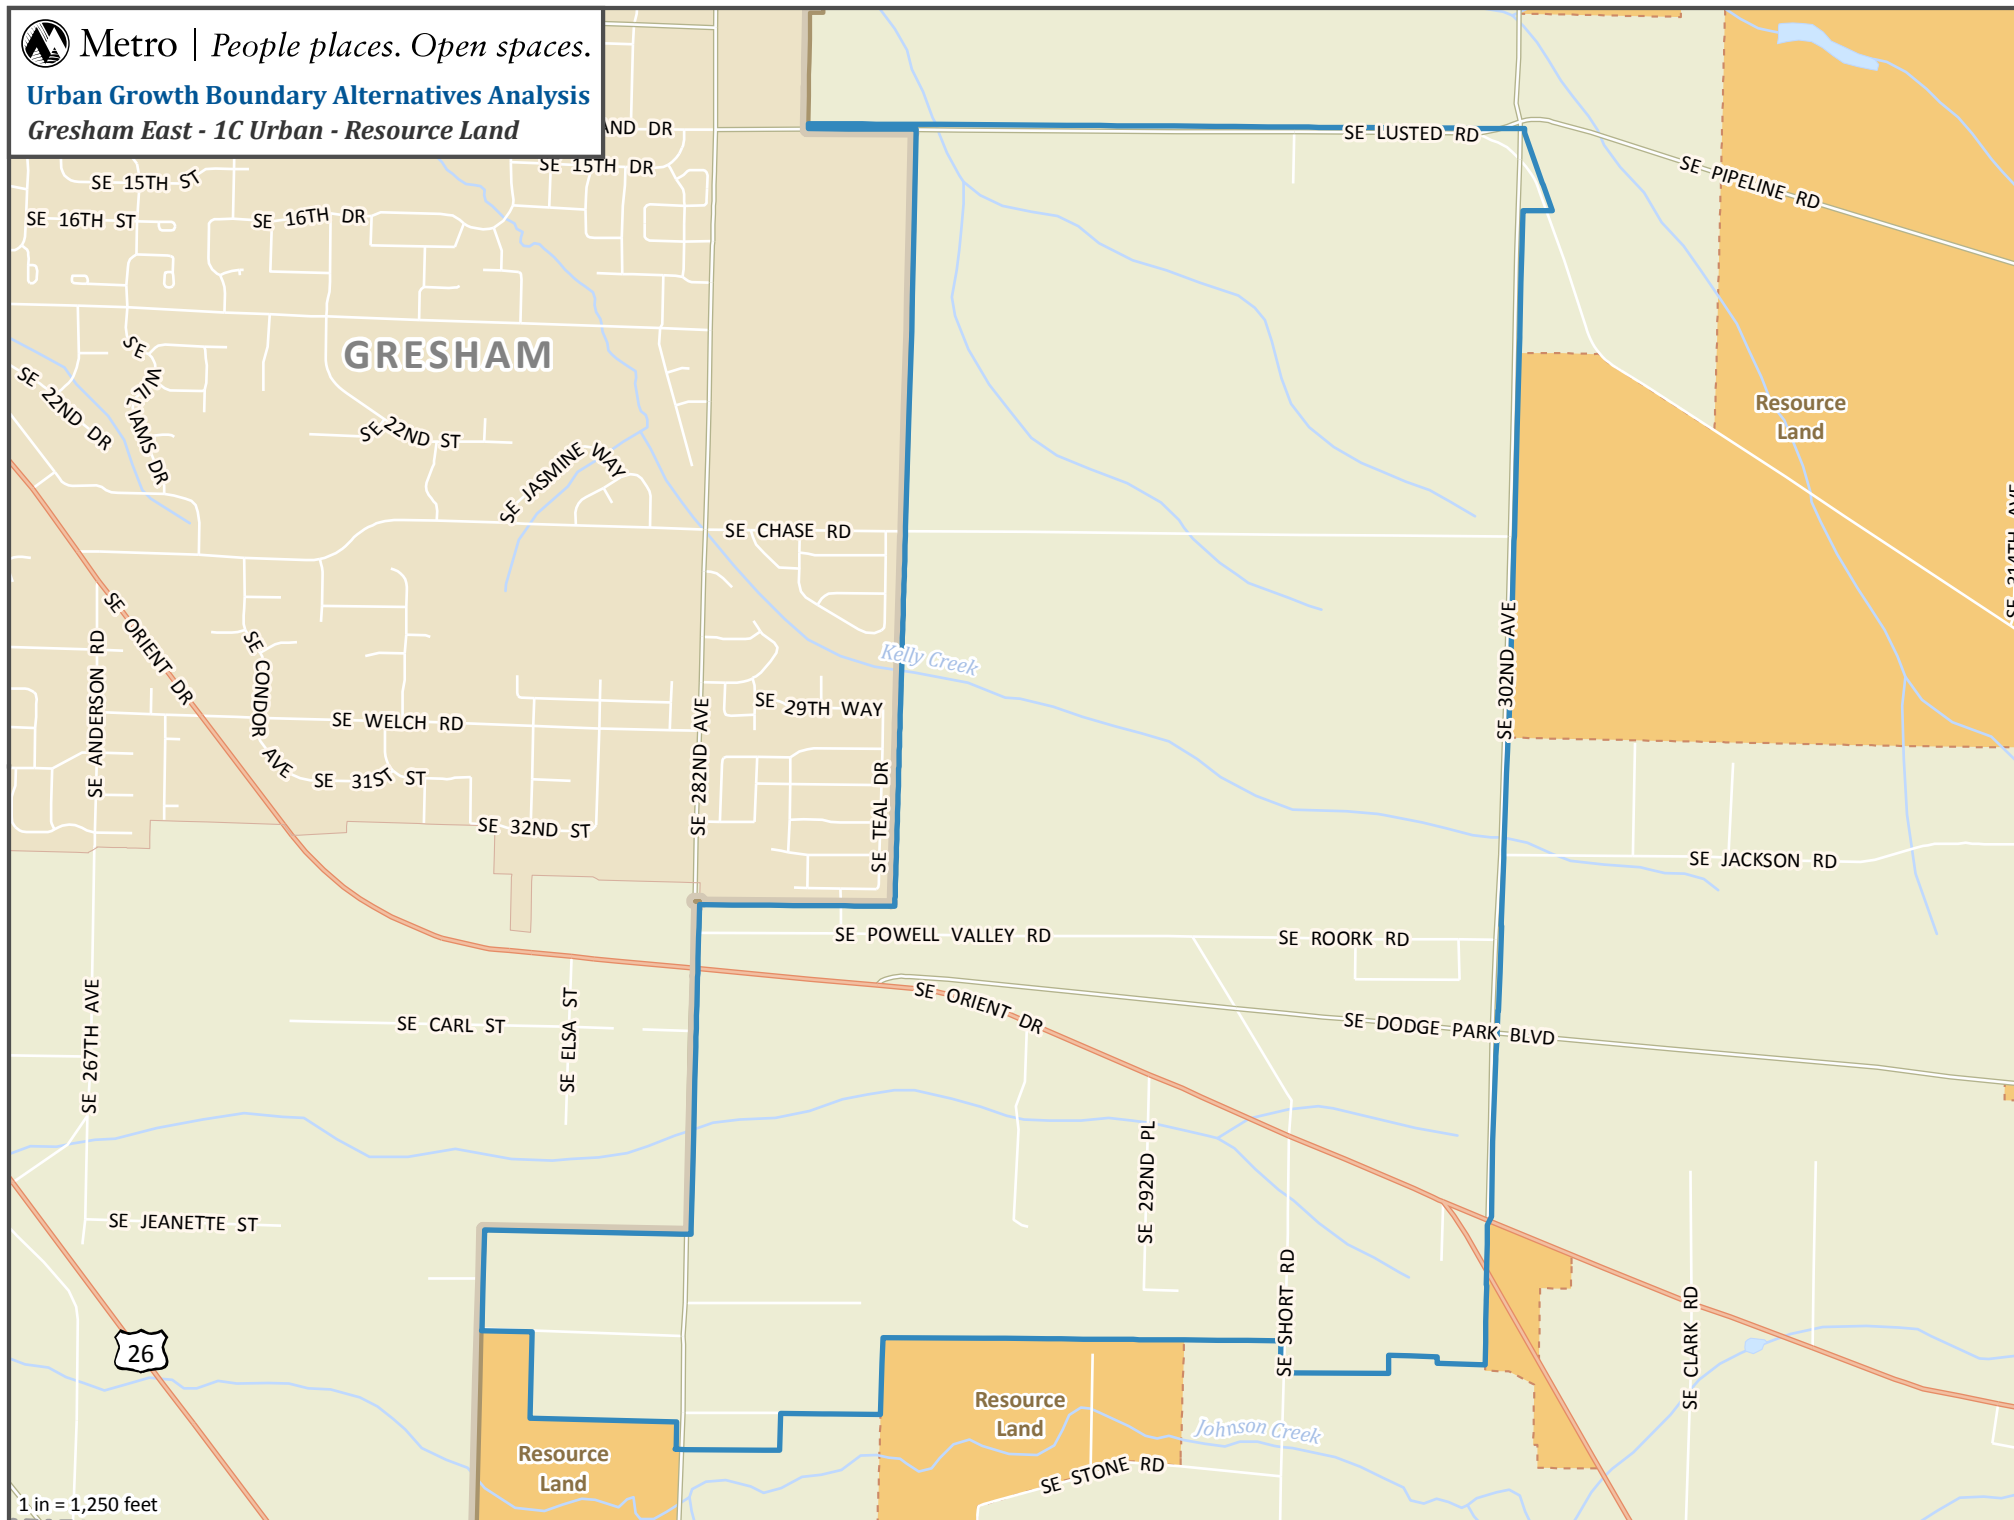 Metro | People places. Open spaces.
Urban Growth Boundary Alternatives Analysis
Gresham East - 1C Urban - Resource Land
AND DR
SE LUSTED RD
SE 15TH DR
SE 15TH ST
SE PIPELINE RD
SE 16TH ST
SE 16TH DR
GRESHAM
SE WILLIAMS DR
SE 22ND DR
SE 22ND ST
Resource
Land
SE JASMINE WAY
SE CHASE RD
SE 314TH AVE
SE ORIENT DR
SE ANDERSON RD
SE CONDOR AVE
Kelly Creek
SE 302ND AVE
SE 29TH WAY
SE WELCH RD
SE 282ND AVE
SE TEAL DR
SE 31ST ST
SE 32ND ST
SE JACKSON RD
SE POWELL VALLEY RD
SE ROORK RD
SE ORIENT DR
SE DODGE PARK BLVD
SE CARL ST
SE ELSA ST
SE 267TH AVE
SE 292ND PL
SE JEANETTE ST
SE SHORT RD
SE CLARK RD
26
Resource
Land
Johnson Creek
Resource
Land
SE STONE RD
1 in = 1,250 feet